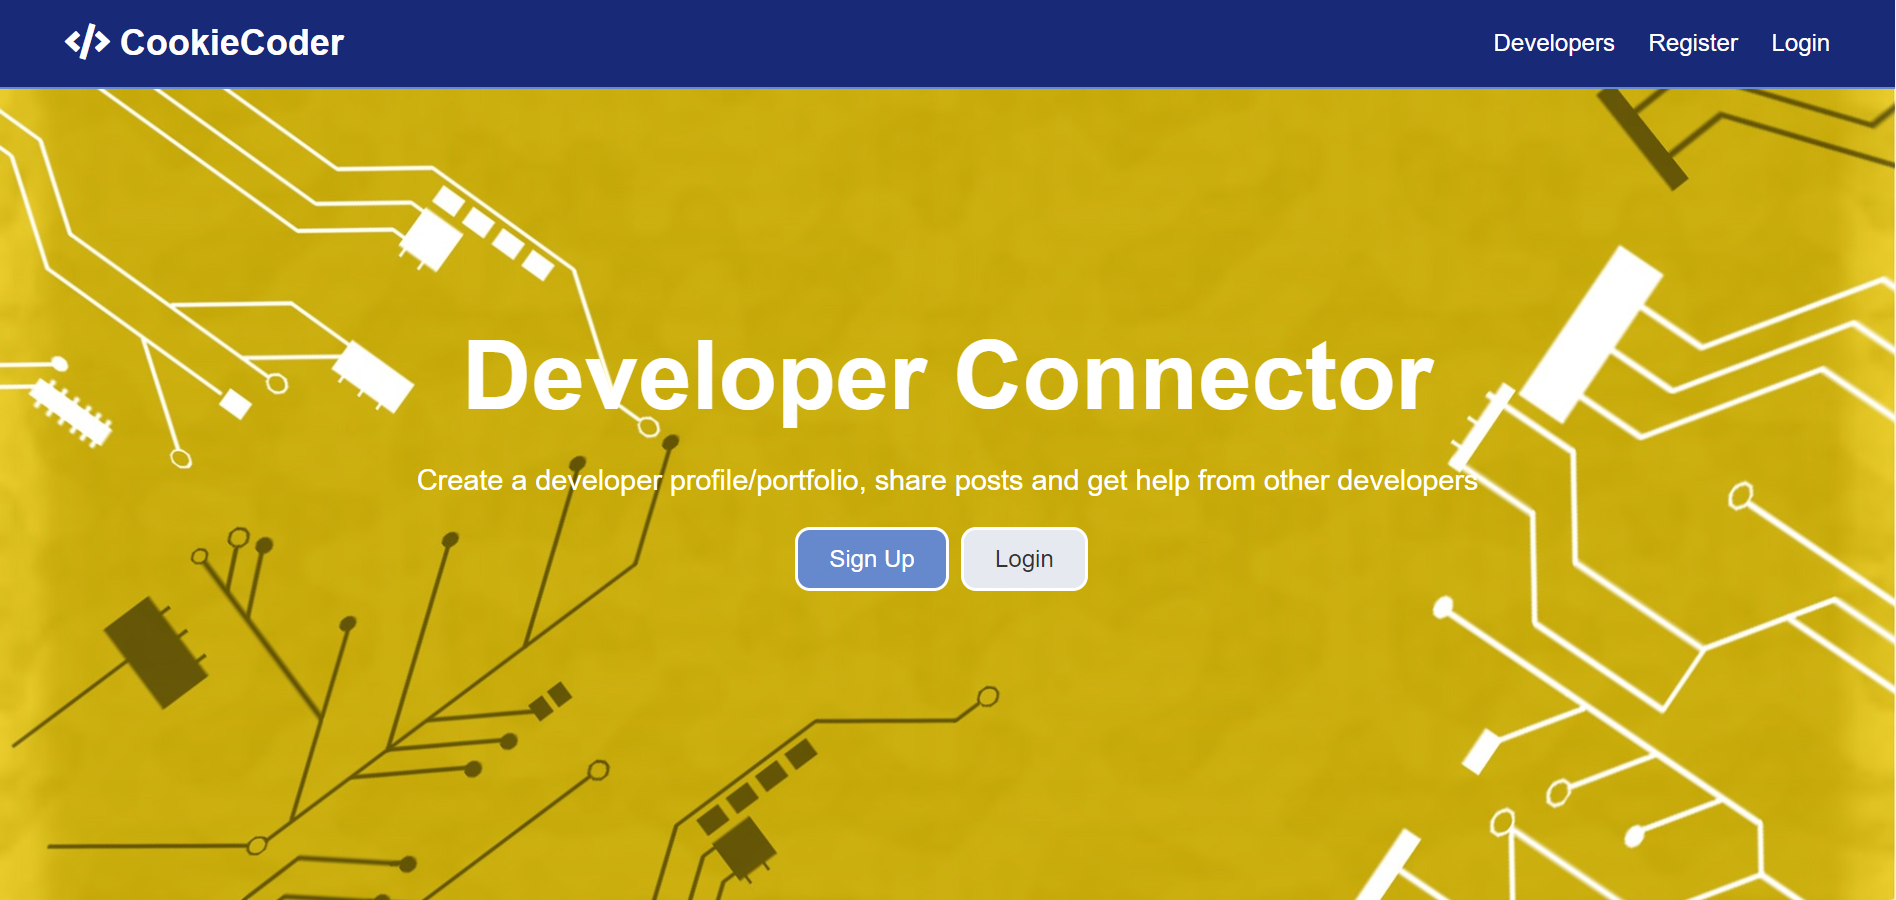 CookieCoder
Developers Register Login
Developer Connector
Create a developer profile/portfolio, share posts and get help from other developers
Sign Up Login